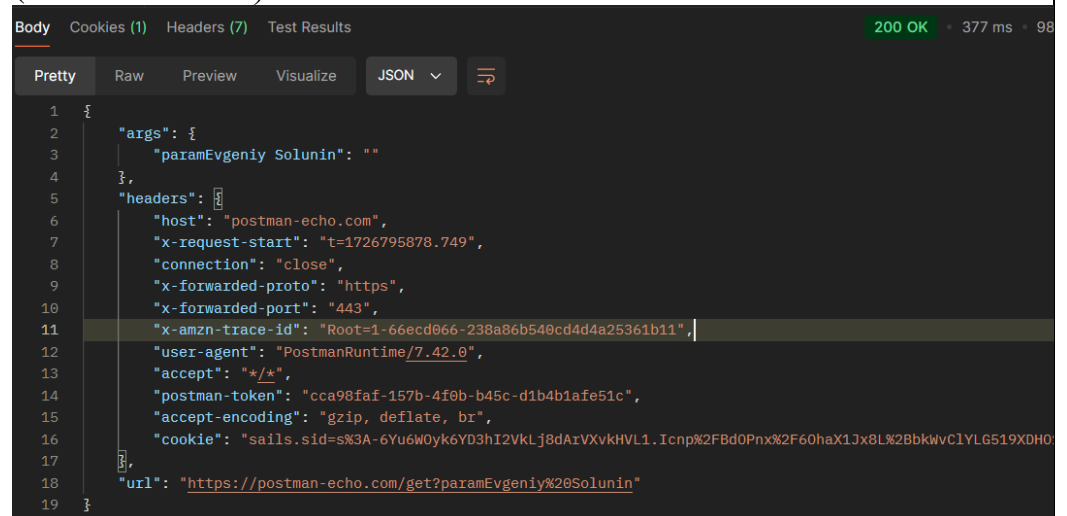 Body Cookies (1) Headers (7) Test Results 200 OK • 377 ms • 98
Pretty Raw Preview Visualize JSON
1 {
2 "args": {
3 "paramEvgeniy Solunin": ""
4 },
5 "headers": {
6 "host": "postman-echo.com",
7 "x-request-start": "t=1726795878.749",
8 "connection": "close",
9 "x-forwarded-proto": "https",
10 "x-forwarded-port": "443",
11 "x-amzn-trace-id": "Root=1-66ecd066-238a86b540cd4d4a25361b11",
12 "user-agent": "PostmanRuntime/7.42.0",
13 "accept": "*/*",
14 "postman-token": "cca98faf-157b-4f0b-b45c-d1b4b1afe51c",
15 "accept-encoding": "gzip, deflate, br",
16 "cookie": "sails.sid=s%3A-6Yu6WOyk6YD3hI2VkLj8dArVXvkHVL1.Icnp%2FBdOPnx%2F6OhaX1Jx8L%2BbkWvClYLG519XDHO
17 },
18 "url": "https://postman-echo.com/get?paramEvgeniy%20Solunin"
19 }